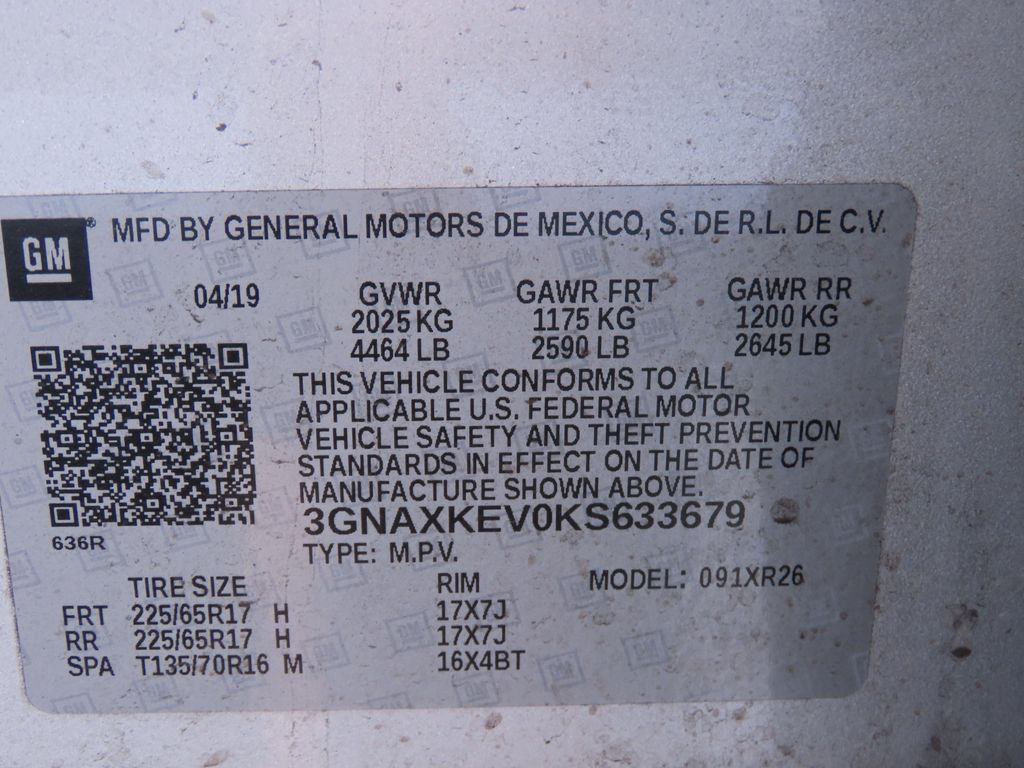 GM® MFD BY GENERAL MOTORS DE MEXICO, S. DE R.L. DE C.V.
04/19 GVWR GAWR FRT GAWR RR
2025 KG 1175 KG 1200 KG
4464 LB 2590 LB 2645 LB
THIS VEHICLE CONFORMS TO ALL
APPLICABLE U.S. FEDERAL MOTOR
VEHICLE SAFETY AND THEFT PREVENTION
STANDARDS IN EFFECT ON THE DATE OF
MANUFACTURE SHOWN ABOVE.
3GNAXKEV0KS633679
636R
TYPE: M.P.V.
TIRE SIZE RIM MODEL: 091XR26
FRT 225/65R17 H 17X7J
RR 225/65R17 H 17X7J
SPA T135/70R16 M 16X4BT